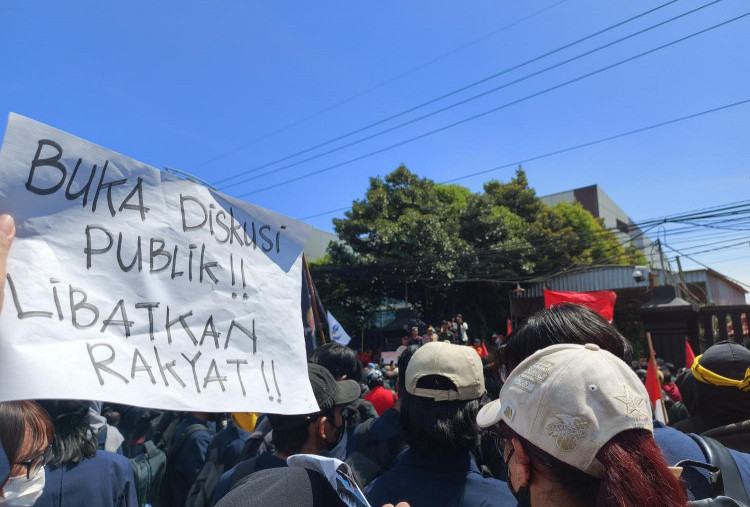 BUKA DISKUSI
PUBLIK!!
LIBATKAN
RAKYAT!!